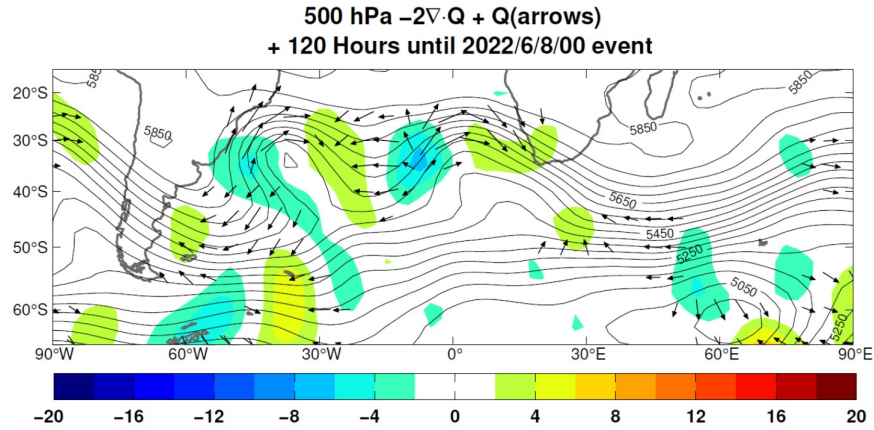 500 hPa −2∇·Q + Q(arrows)
+ 120 Hours until 2022/6/8/00 event
20°S
30°S
40°S
50°S
60°S
5850
5850
5850
5650
5450
5250
5050
5250
90°W 60°W 30°W 0° 30°E 60°E 90°E
−20 −16 −12 −8 −4 0 4 8 12 16 20